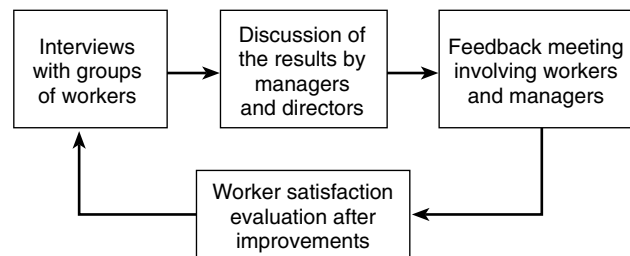 Interviews
with groups
of workers
Discussion of
the results by
managers
and directors
Feedback meeting
involving workers
and managers
Worker satisfaction
evaluation after
improvements